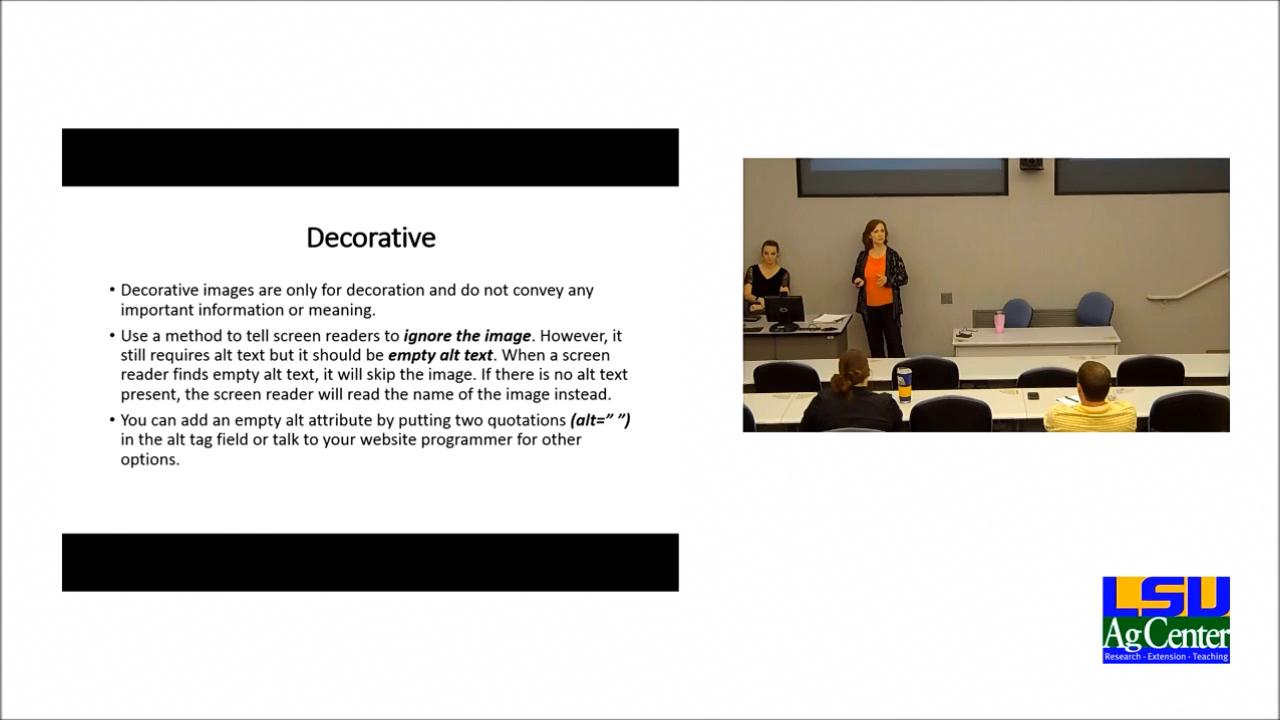 Decorative
• Decorative images are only for decoration and do not convey any
important information or meaning.
• Use a method to tell screen readers to ignore the image. However, it
still requires alt text but it should be empty alt text. When a screen
reader finds empty alt text, it will skip the image. If there is no alt text
present, the screen reader will read the name of the image instead.
• You can add an empty alt attribute by putting two quotations (alt=” ”)
in the alt tag field or talk to your website programmer for other
options.
LSU
AgCenter
Research · Extension · Teaching